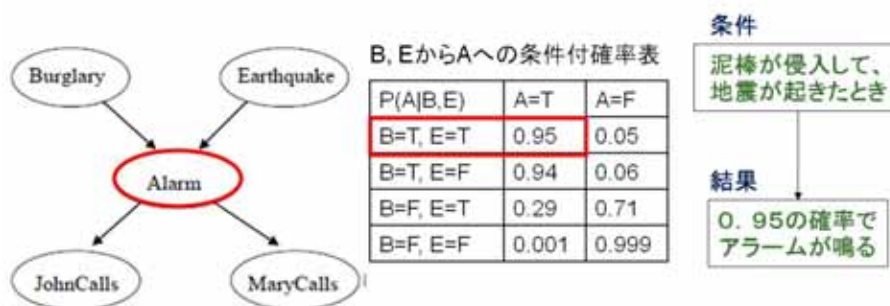 Burglary
Earthquake
Alarm
JohnCalls
MaryCalls
B, EからAへの条件付確率表
P(A|B,E) A=T A=F
B=T, E=T 0.95 0.05
B=T, E=F 0.94 0.06
B=F, E=T 0.29 0.71
B=F, E=F 0.001 0.999
条件
泥棒が侵入して、
地震が起きたとき
結果
0．95の確率で
アラームが鳴る